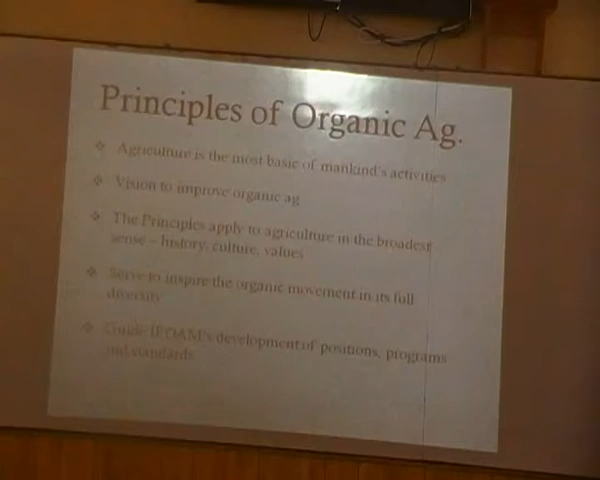 Principles of Organic Ag.
Agriculture is the most basic of mankind's activities
Vision to improve organic ag
The Principles apply to agriculture in the broadest
sense – history, culture, values
Serve to inspire the organic movement in its full
diversity
Guide IFOAM's development of positions, programs
and standards